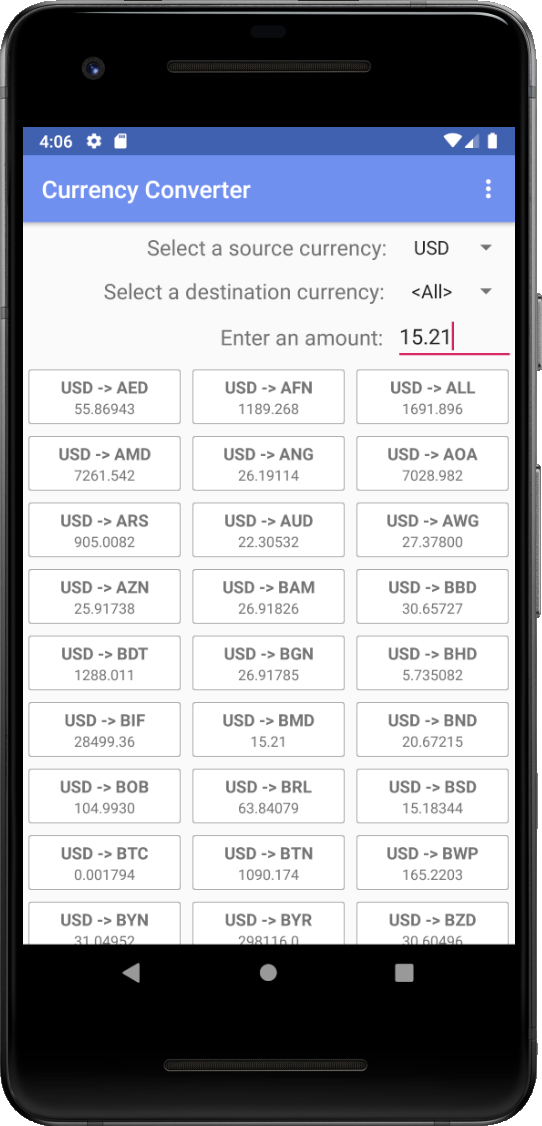 4:06
Currency Converter
Select a source currency: USD
Select a destination currency: <All>
Enter an amount: 15.21
USD -> AED USD -> AFN USD -> ALL
55.86943 1189.268 1691.896
USD -> AMD USD -> ANG USD -> AOA
7261.542 26.19114 7028.982
USD -> ARS USD -> AUD USD -> AWG
905.0082 22.30532 27.37800
USD -> AZN USD -> BAM USD -> BBD
25.91738 26.91826 30.65727
USD -> BDT USD -> BGN USD -> BHD
1288.011 26.91785 5.735082
USD -> BIF USD -> BMD USD -> BND
28499.36 15.21 20.67215
USD -> BOB USD -> BRL USD -> BSD
104.9930 63.84079 15.18344
USD -> BTC USD -> BTN USD -> BWP
0.001794 1090.174 165.2203
USD -> BYN USD -> BYR USD -> BZD
31.04952 298116.0 30.60496